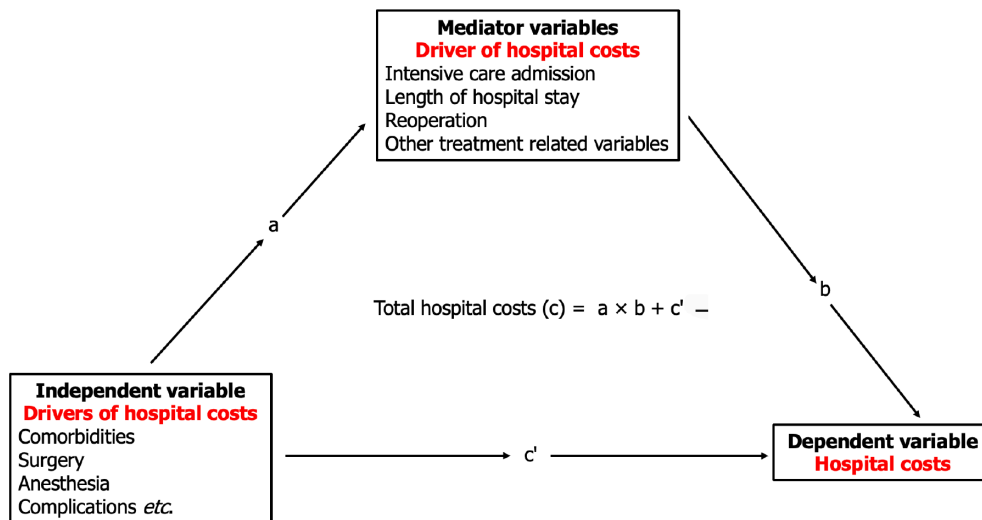 Mediator variables
Driver of hospital costs
Intensive care admission
Length of hospital stay
Reoperation
Other treatment related variables
a
b
Total hospital costs (c) = a × b + c' –
Independent variable
Drivers of hospital costs
Comorbidities
Surgery
Anesthesia
Complications etc.
c'
Dependent variable
Hospital costs